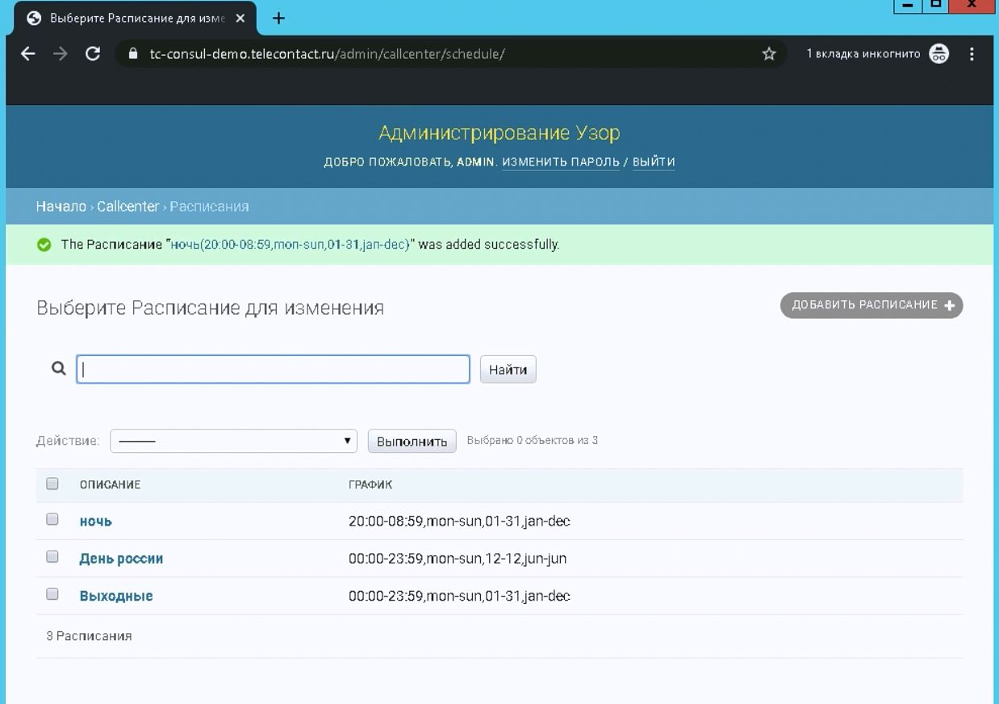 Выберите Расписание для изме
tc-consul-demo.telecontact.ru/admin/callcenter/schedule/
1 вкладка инкогнито
Администрирование Узор
ДОБРО ПОЖАЛОВАТЬ, ADMIN. ИЗМЕНИТЬ ПАРОЛЬ / ВЫЙТИ
Начало › Callcenter › Расписания
The Расписание "ночь(20:00-08:59,mon-sun,01-31,jan-dec)" was added successfully.
Выберите Расписание для изменения
ДОБАВИТЬ РАСПИСАНИЕ +
Найти
Действие: --------- Выполнить Выбрано 0 объектов из 3
ОПИСАНИЕ ГРАФИК
ночь 20:00-08:59,mon-sun,01-31,jan-dec
День россии 00:00-23:59,mon-sun,12-12,jun-jun
Выходные 00:00-23:59,mon-sun,01-31,jan-dec
3 Расписания